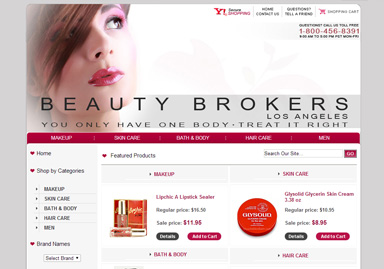 Y! Secure SHOPPING
HOME
CONTACT US
QUESTIONS?
TELL A FRIEND
SHOPPING CART
QUESTIONS? CALL US TOLL FREE
1-800-456-8391
9:00 AM TO 5:00 PM PST MON-FRI
BEAUTY BROKERS
LOS ANGELES
YOU ONLY HAVE ONE BODY - TREAT IT RIGHT
MAKEUP : SKIN CARE : BATH & BODY : HAIR CARE : MEN
Home
Shop by Categories
MAKEUP
SKIN CARE
BATH & BODY
HAIR CARE
MEN
Brand Names
Select Brand
Featured Products
Search Our Site ...
GO
MAKEUP
SKIN CARE
Lipchic A Lipstick Sealer
Regular price: $16.50
Sale price: $11.95
Details
Add to Cart
Glysolid Glycerin Skin Cream
3.38 oz
GLYSOLID
Regular price: $10.95
Sale price: $8.95
Details
Add to Cart
BATH & BODY
HAIR CARE